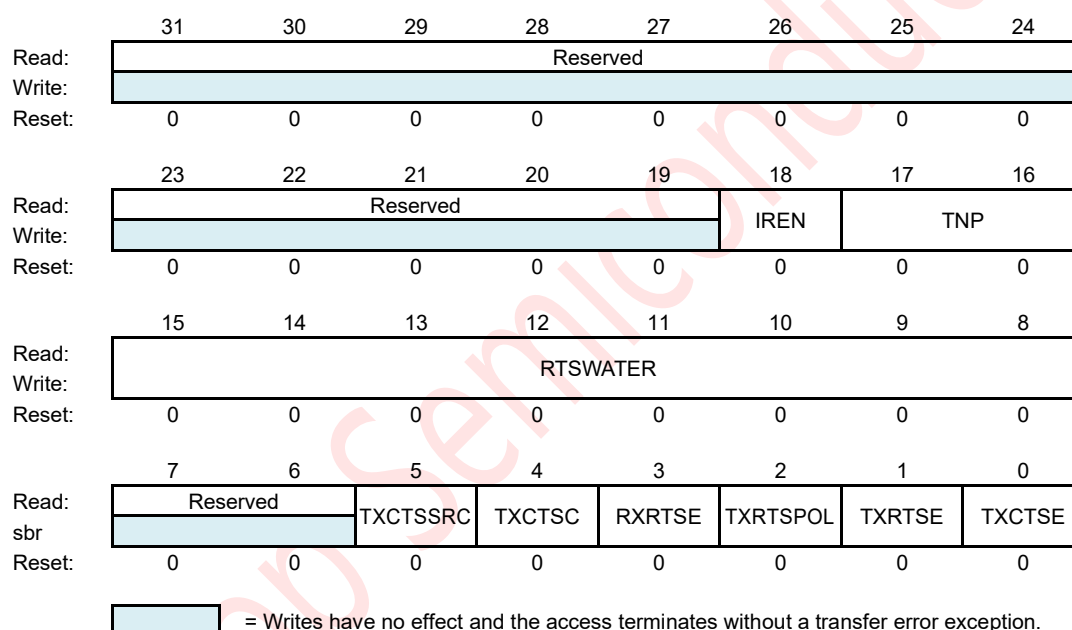 31 30 29 28 27 26 25 24
Read: Reserved
Write:
Reset: 0 0 0 0 0 0 0 0
23 22 21 20 19 18 17 16
Read: Reserved IREN TNP
Write:
Reset: 0 0 0 0 0 0 0 0
15 14 13 12 11 10 9 8
Read: RTSWATER
Write:
Reset: 0 0 0 0 0 0 0 0
7 6 5 4 3 2 1 0
Read: Reserved TXCTSSRC TXCTSC RXRTSE TXRTSPOL TXRTSE TXCTSE
sbr
Reset: 0 0 0 0 0 0 0 0
= Writes have no effect and the access terminates without a transfer error exception.